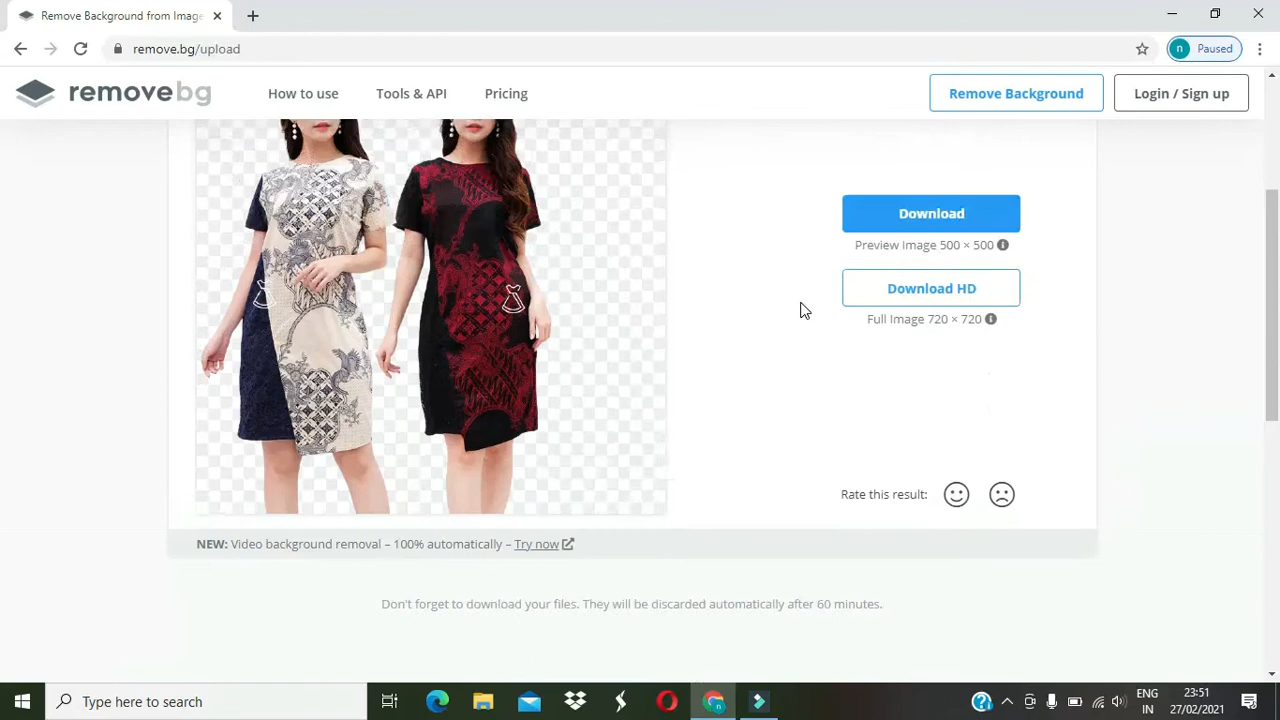 Remove Background from Image
remove.bg/upload
n Paused
removebg How to use Tools & API Pricing Remove Background Login / Sign up
Download
Preview Image 500 × 500
Download HD
Full Image 720 × 720
Rate this result:
NEW: Video background removal – 100% automatically – Try now
Don't forget to download your files. They will be discarded automatically after 60 minutes.
Type here to search
n
ENG
IN
23:51
27/02/2021